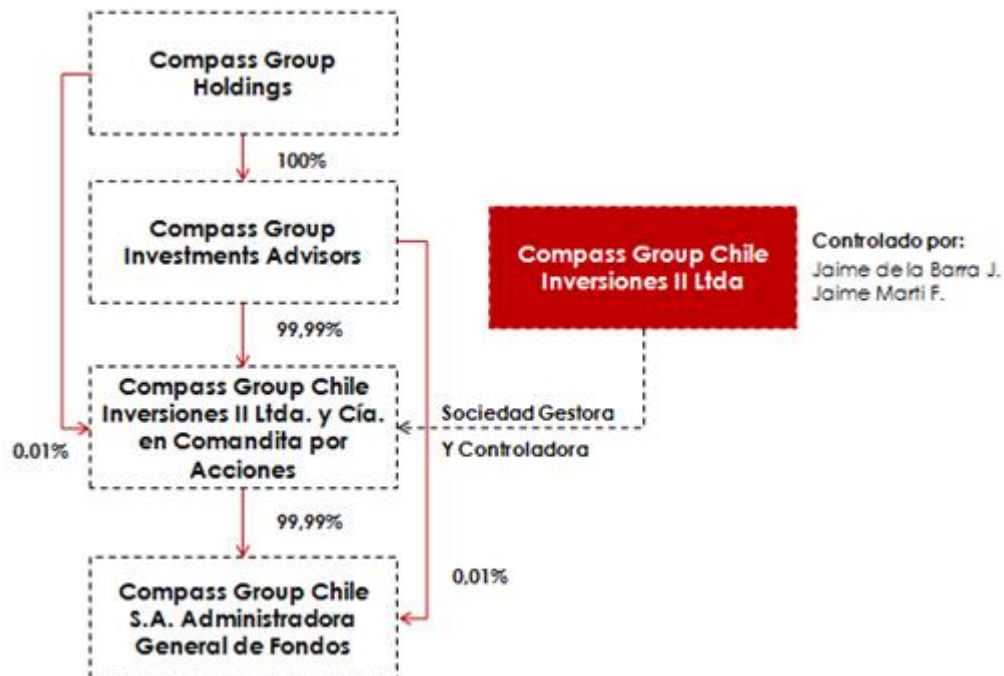 Compass Group
Holdings
100%
Compass Group
Investments Advisors
Compass Group Chile
Inversiones II Ltda
Controlado por:
Jaime de la Barra J.
Jaime Marti F.
99,99%
Compass Group Chile
Inversiones II Ltda. y Cía.
en Comandita por
Acciones
Sociedad Gestora
Y Controladora
0.01%
99,99%
0,01%
Compass Group Chile
S.A. Administradora
General de Fondos